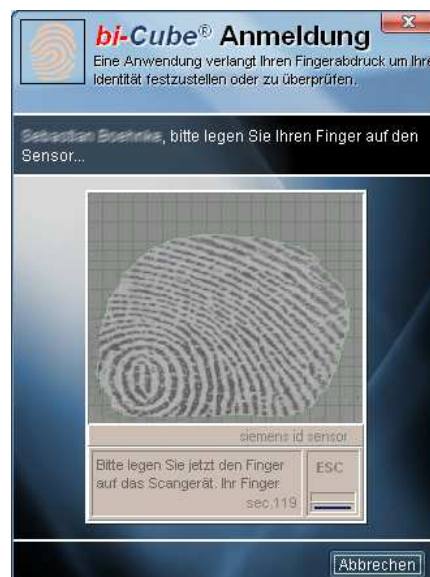 bi-Cube® Anmeldung
Eine Anwendung verlangt Ihren Fingerabdruck um Ihre
Identität festzustellen oder zu überprüfen.
, bitte legen Sie Ihren Finger auf den
Sensor...
siemens id sensor
Bitte legen Sie jetzt den Finger
auf das Scangerät. Ihr Finger
sec.119
ESC
Abbrechen